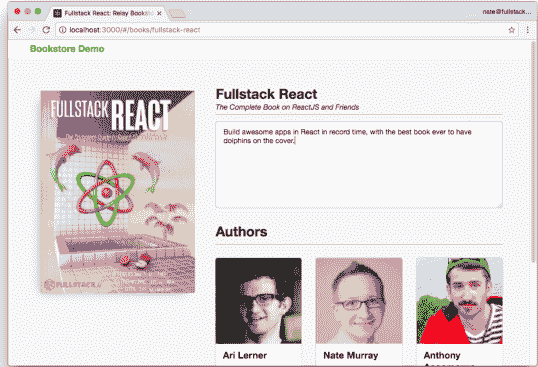 Fullstack React: Relay Bookst
nate@fullstack...
localhost:3000/#/books/fullstack-react
Bookstore Demo
FULLSTACK REACT
Fullstack React
The Complete Book on ReactJS and Friends
Build awesome apps in React in record time, with the best book ever to have
dolphins on the cover.
FULLSTACK
Authors
Ari Lerner
Nate Murray
Anthony